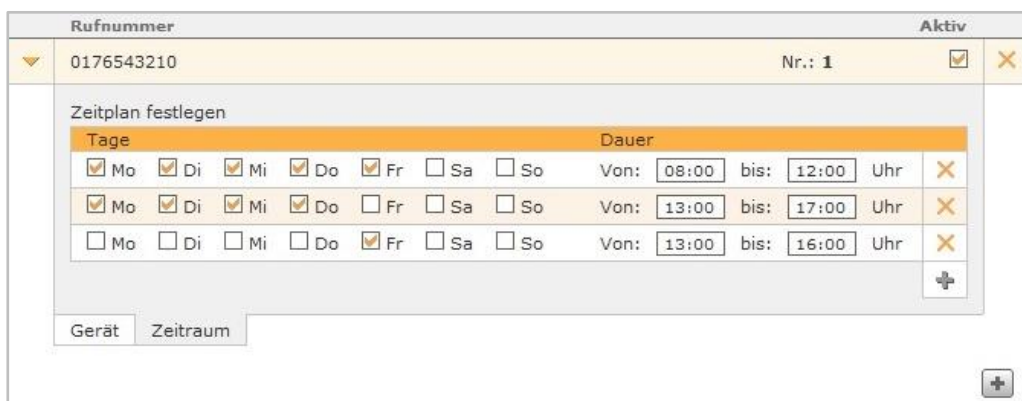 Rufnummer Aktiv
0176543210 Nr.: 1
Zeitplan festlegen
Tage Dauer
Mo Di Mi Do Fr Sa So Von: 08:00 bis: 12:00 Uhr
Mo Di Mi Do Fr Sa So Von: 13:00 bis: 17:00 Uhr
Mo Di Mi Do Fr Sa So Von: 13:00 bis: 16:00 Uhr
Gerät Zeitraum